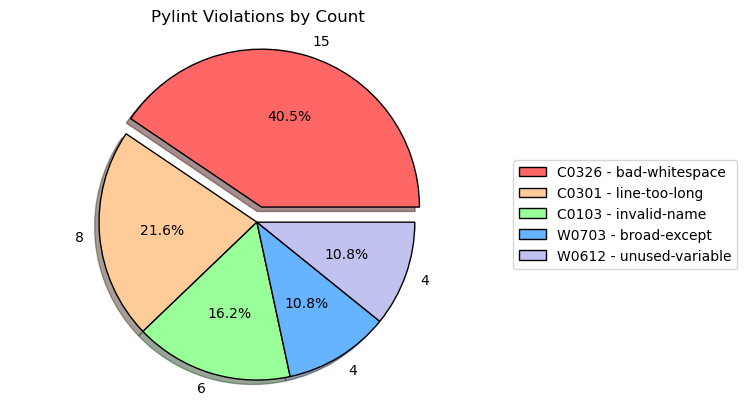 Pylint Violations by Count
15
40.5%
8
21.6%
6
16.2%
4
10.8%
4
10.8%
C0326 - bad-whitespace
C0301 - line-too-long
C0103 - invalid-name
W0703 - broad-except
W0612 - unused-variable